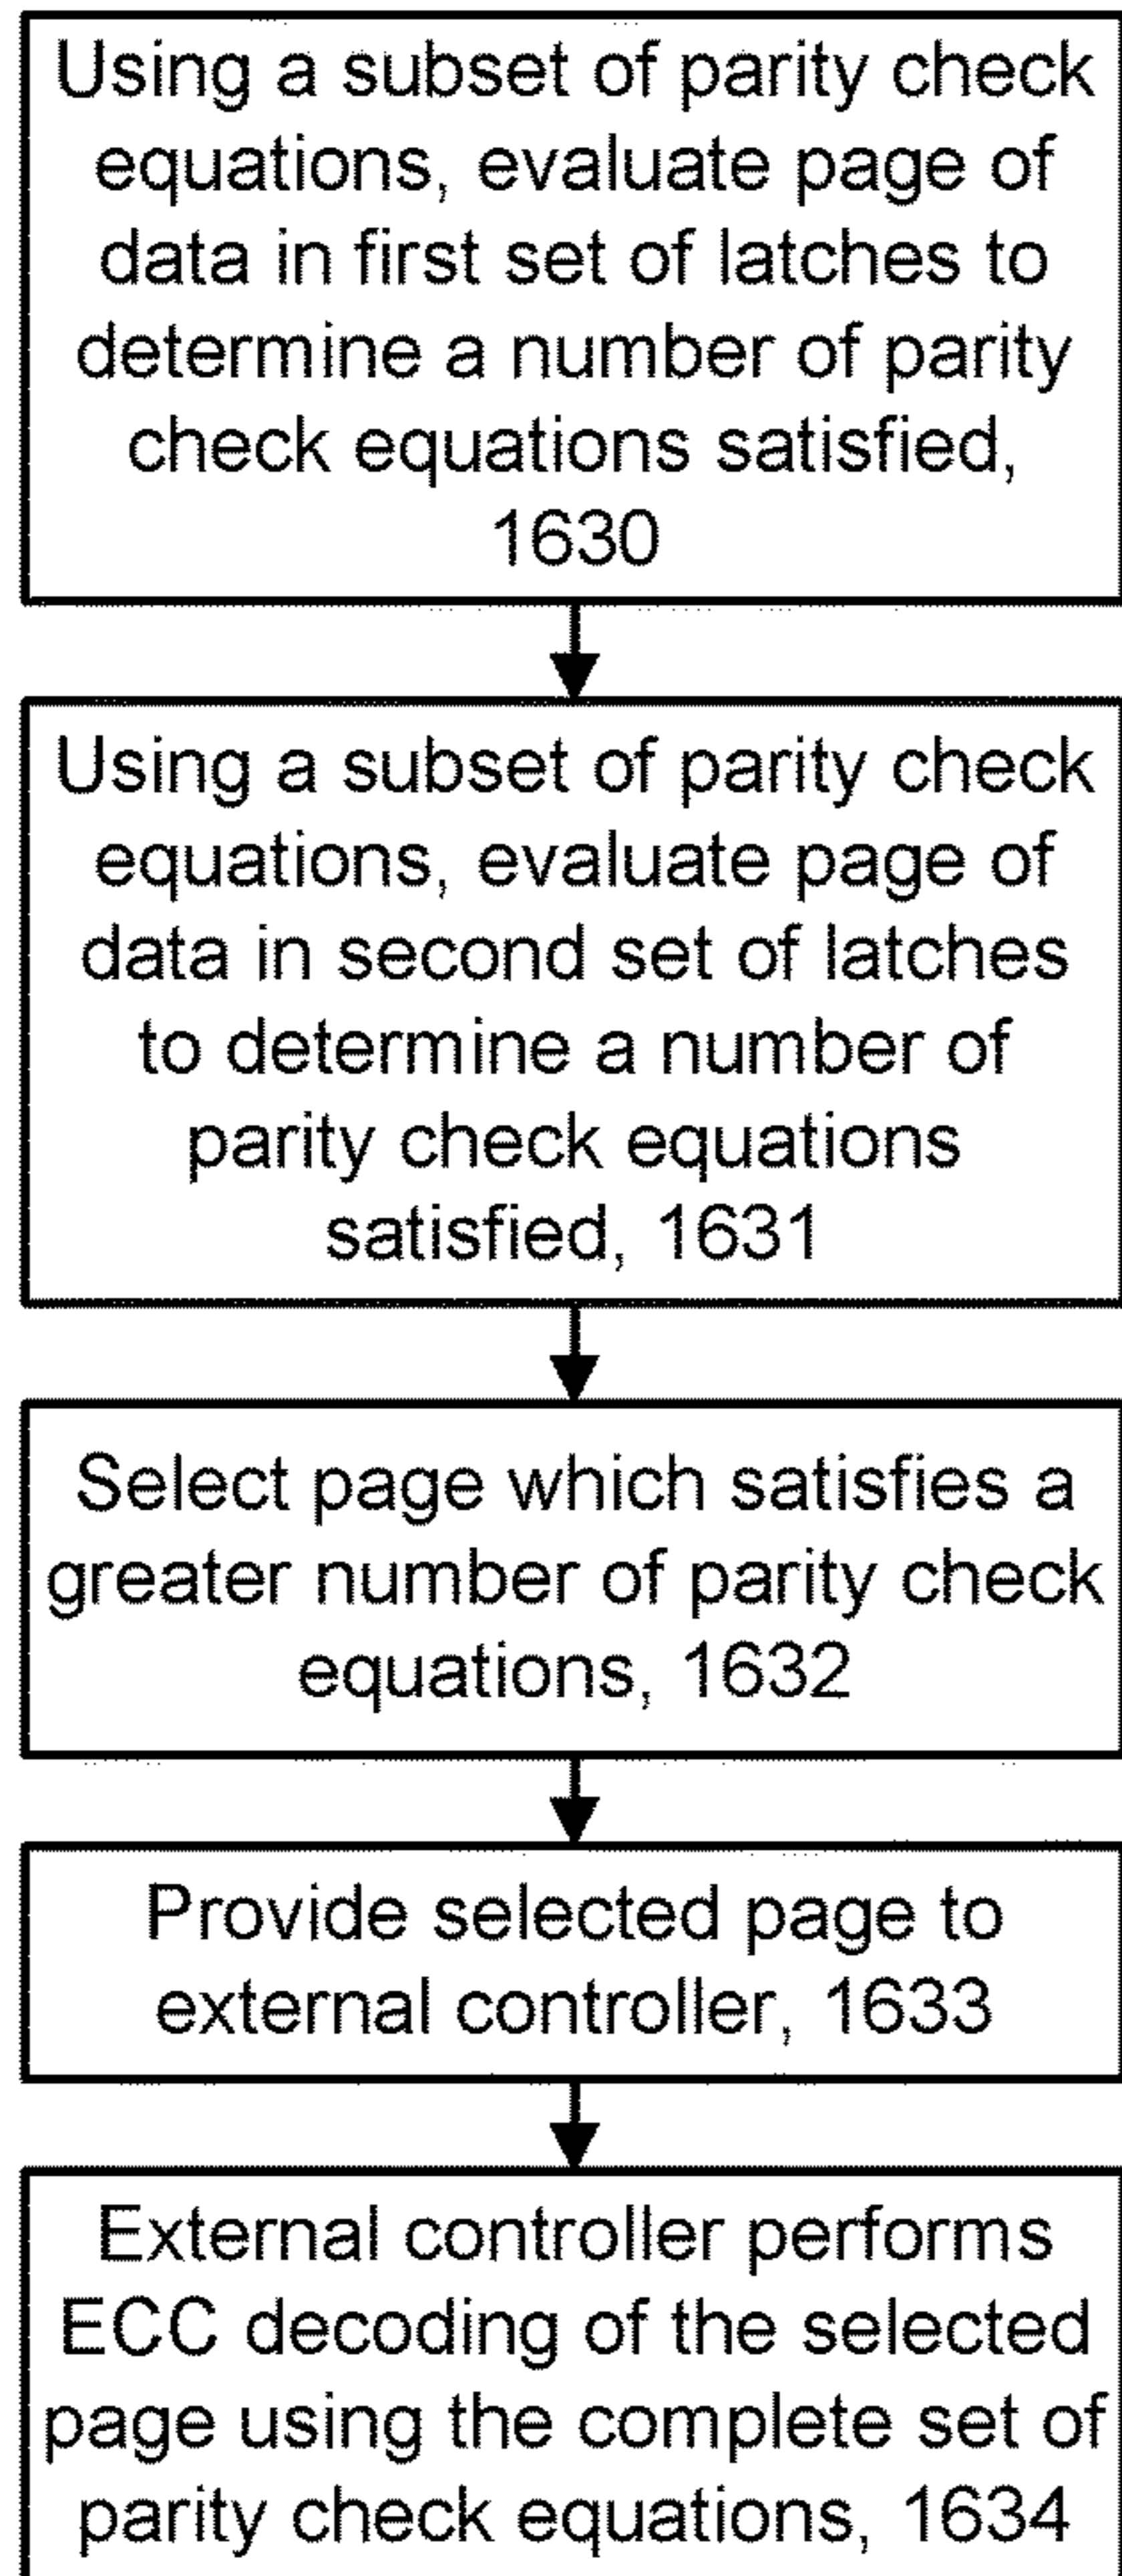 Using a subset of parity check
equations, evaluate page of
data in first set of latches to
determine a number of parity
check equations satisfied,
1630
Using a subset of parity check
equations, evaluate page of
data in second set of latches
to determine a number of
parity check equations
satisfied, 1631
Select page which satisfies a
greater number of parity check
equations, 1632
Provide selected page to
external controller, 1633
External controller performs
ECC decoding of the selected
page using the complete set of
parity check equations, 1634